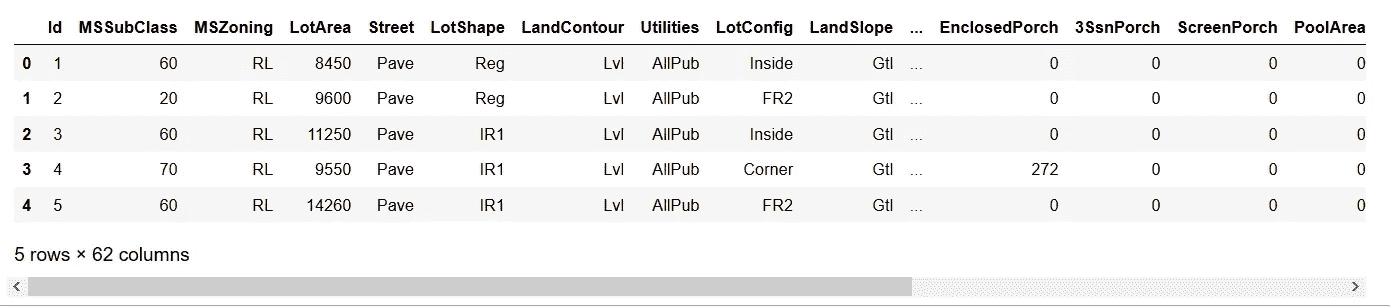 Id MSSubClass MSZoning LotArea Street LotShape LandContour Utilities LotConfig LandSlope ... EnclosedPorch 3SsnPorch ScreenPorch PoolArea
0 1 60 RL 8450 Pave Reg Lvl AllPub Inside Gtl ... 0 0 0 0
1 2 20 RL 9600 Pave Reg Lvl AllPub FR2 Gtl ... 0 0 0 0
2 3 60 RL 11250 Pave IR1 Lvl AllPub Inside Gtl ... 0 0 0 0
3 4 70 RL 9550 Pave IR1 Lvl AllPub Corner Gtl ... 272 0 0 0
4 5 60 RL 14260 Pave IR1 Lvl AllPub FR2 Gtl ... 0 0 0 0
5 rows × 62 columns